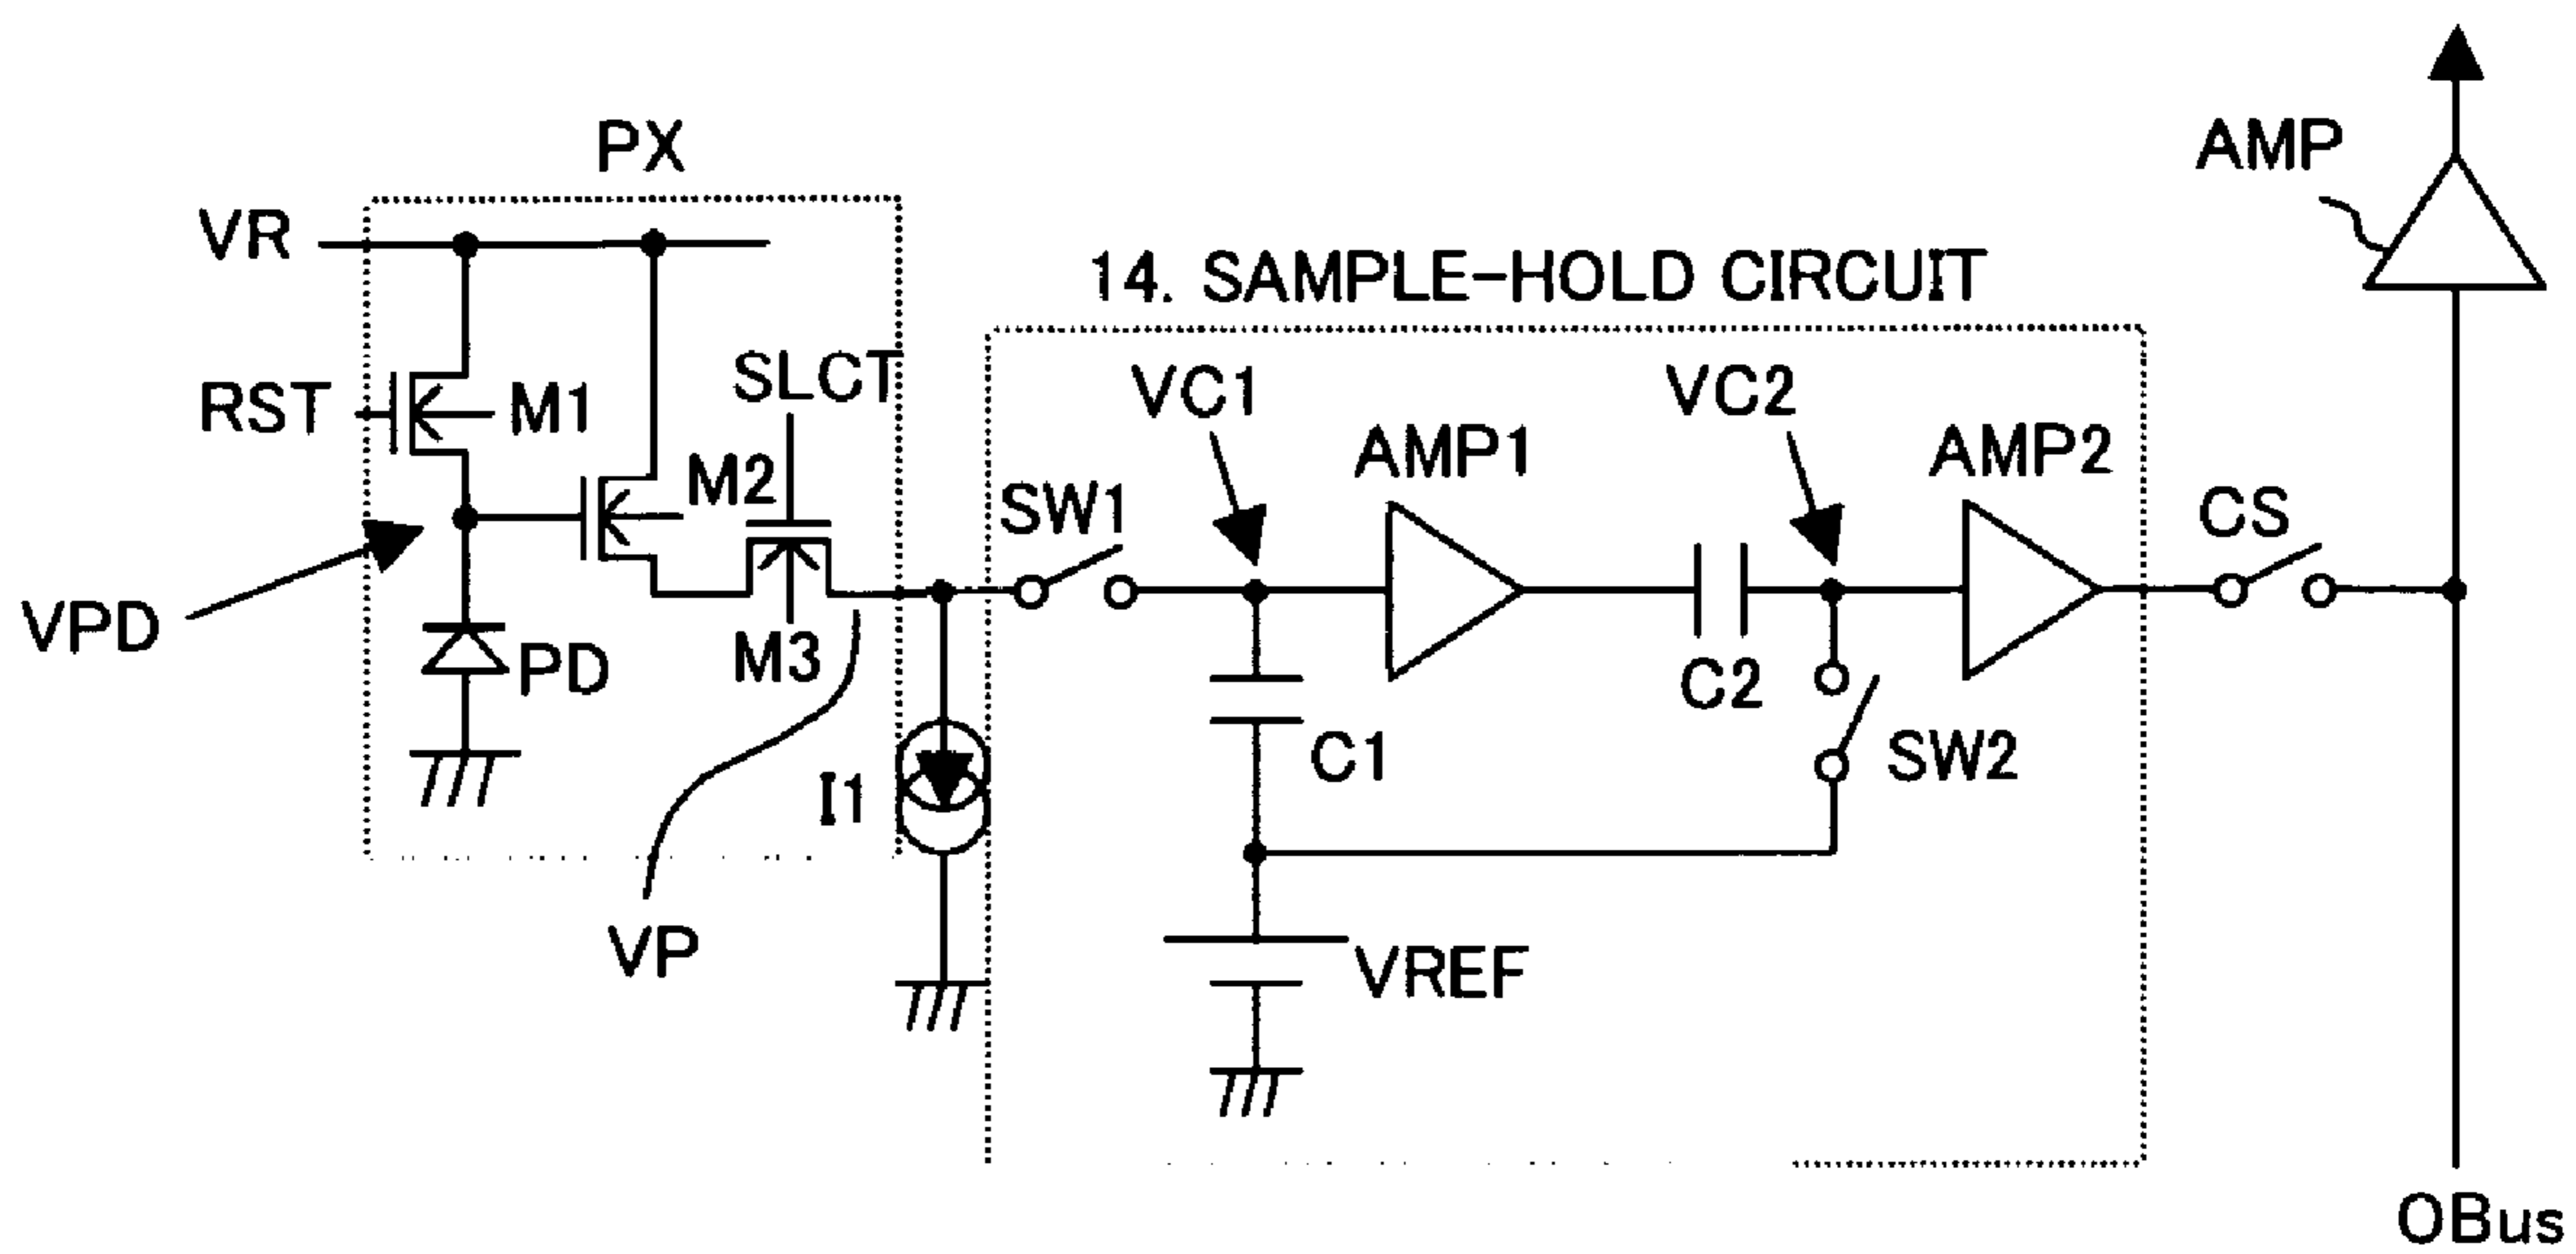 AMP
PX
VR
14. SAMPLE-HOLD CIRCUIT
SLCT
RST
M1
VC1
VC2
AMP1
AMP2
M2
SW1
CS
VPD
PD
M3
C2
I1
C1
SW2
VP
VREF
OBus